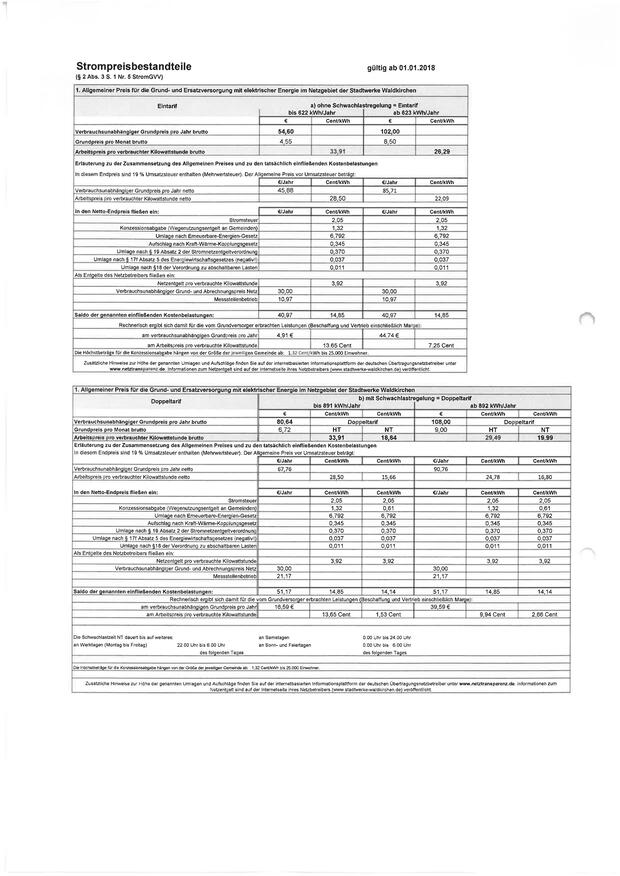 Strompreisbestandteile gültig ab 01.01.2018
(§ 2 Abs. 3 S. 1 Nr. 5 StromGVV)
1. Allgemeiner Preis für die Grund- und Ersatzversorgung mit elektrischer Energie im Netzgebiet der Stadtwerke Waldkirchen
Eintarif a) ohne Schwachlastregelung = Eintarif
bis 622 kWh/Jahr ab 623 kWh/Jahr
€ Cent/kWh € Cent/kWh
Verbrauchsunabhängiger Grundpreis pro Jahr brutto 54,60 102,00
Grundpreis pro Monat brutto 4,55 8,50
Arbeitspreis pro verbrauchter Kilowattstunde brutto 33,91 26,29
Erläuterung zu der Zusammensetzung des Allgemeinen Preises und zu den tatsächlich einfließenden Kostenbelastungen
In diesem Endpreis sind 19 % Umsatzsteuer enthalten (Mehrwertsteuer). Der Allgemeine Preis vor Umsatzsteuer beträgt:
€/Jahr Cent/kWh €/Jahr Cent/kWh
Verbrauchsunabhängiger Grundpreis pro Jahr netto 45,88 85,71
Arbeitspreis pro verbrauchter Kilowattstunde netto 28,50 22,09
In den Netto-Endpreis fließen ein: €/Jahr Cent/kWh €/Jahr Cent/kWh
Stromsteuer 2,05 2,05
Konzessionsabgabe (Wegenutzungsentgelt an Gemeinden) 1,32 1,32
Umlage nach Erneuerbare-Energien-Gesetz 6,792 6,792
Aufschlag nach Kraft-Wärme-Kopplungsgesetz 0,345 0,345
Umlage nach § 19 Absatz 2 der Stromnetzentgeltverordnung 0,370 0,370
Umlage nach § 17f Absatz 5 des Energiewirtschaftsgesetzes (negativ!) 0,037 0,037
Umlage nach §18 der Verordnung zu abschaltbaren Lasten 0,011 0,011
Als Entgelte des Netzbetreibers fließen ein:
Netzentgelt pro verbrauchte Kilowattstunde 3,92 3,92
Verbrauchsunabhängiger Grund- und Abrechnungspreis Netz 30,00 30,00
Messstellenbetrieb 10,97 10,97
Saldo der genannten einfließenden Kostenbelastungen: 40,97 14,85 40,97 14,85
Rechnerisch ergibt sich damit für die vom Grundversorger erbrachten Leistungen (Beschaffung und Vertrieb einschließlich Marge):
am verbrauchsunabhängigen Grundpreis pro Jahr 4,91 € 44,74 €
am Arbeitspreis pro verbrauchte Kilowattstunde 13,65 Cent 7,25 Cent
Die Höchstbeträge für die Konzessionsabgabe hängen von der Größe der jeweiligen Gemeinde ab: 1,32 Cent/kWh bis 25.000 Einwohner.
Zusätzliche Hinweise zur Höhe der genannten Umlagen und Aufschläge finden Sie auf der internetbasierten Informationsplattform der deutschen Übertragungsnetzbetreiber unter
www.netztransparenz.de. Informationen zum Netzentgelt sind auf der Internetseite ihres Netzbetreibers (www.stadtwerke-waldkirchen.de) veröffentlicht.
1. Allgemeiner Preis für die Grund- und Ersatzversorgung mit elektrischer Energie im Netzgebiet der Stadtwerke Waldkirchen
Doppeltarif b) mit Schwachlastregelung = Doppeltarif
bis 891 kWh/Jahr ab 892 kWh/Jahr
€ Cent/kWh Cent/kWh € Cent/kWh Cent/kWh
Verbrauchsunabhängiger Grundpreis pro Jahr brutto 80,64 Doppeltarif 108,00 Doppeltarif
Grundpreis pro Monat brutto 6,72 HT NT 9,00 HT NT
Arbeitspreis pro verbrauchter Kilowattstunde brutto 33,91 18,64 29,49 19,99
Erläuterung zu der Zusammensetzung des Allgemeinen Preises und zu den tatsächlich einfließenden Kostenbelastungen
In diesem Endpreis sind 19 % Umsatzsteuer enthalten (Mehrwertsteuer). Der Allgemeine Preis vor Umsatzsteuer beträgt:
€/Jahr Cent/kWh Cent/kWh €/Jahr Cent/kWh Cent/kWh
Verbrauchsunabhängiger Grundpreis pro Jahr netto 67,76 90,76
Arbeitspreis pro verbrauchter Kilowattstunde netto 28,50 15,66 24,78 16,80
In den Netto-Endpreis fließen ein: €/Jahr Cent/kWh Cent/kWh €/Jahr Cent/kWh Cent/kWh
Stromsteuer 2,05 2,05 2,05 2,05
Konzessionsabgabe (Wegenutzungsentgelt an Gemeinden) 1,32 0,61 1,32 0,61
Umlage nach Erneuerbare-Energien-Gesetz 6,792 6,792 6,792 6,792
Aufschlag nach Kraft-Wärme-Kopplungsgesetz 0,345 0,345 0,345 0,345
Umlage nach § 19 Absatz 2 der Stromnetzentgeltverordnung 0,370 0,370 0,370 0,370
Umlage nach § 17f Absatz 5 des Energiewirtschaftsgesetzes (negativ!) 0,037 0,037 0,037 0,037
Umlage nach §18 der Verordnung zu abschaltbaren Lasten 0,011 0,011 0,011 0,011
Als Entgelte des Netzbetreibers fließen ein:
Netzentgelt pro verbrauchte Kilowattstunde 3,92 3,92 3,92 3,92
Verbrauchsunabhängiger Grund- und Abrechnungspreis Netz 30,00 30,00
Messstellenbetrieb 21,17 21,17
Saldo der genannten einfließenden Kostenbelastungen: 51,17 14,85 14,14 51,17 14,85 14,14
Rechnerisch ergibt sich damit für die vom Grundversorger erbrachten Leistungen (Beschaffung und Vertrieb einschließlich Marge):
am verbrauchsunabhängigen Grundpreis pro Jahr 16,59 € 39,59 €
am Arbeitspreis pro verbrauchte Kilowattstunde 13,65 Cent 1,53 Cent 9,94 Cent 2,66 Cent
Die Schwachlastzeit NT dauert bis auf weiteres: an Samstagen 0.00 Uhr bis 24.00 Uhr
an Werktagen (Montag bis Freitag) 22.00 Uhr bis 6.00 Uhr an Sonn- und Feiertagen 0.00 Uhr bis 6.00 Uhr
des folgenden Tages des folgenden Tages
Die Höchstbeträge für die Konzessionsabgabe hängen von der Größe der jeweiligen Gemeinde ab: 1,32 Cent/kWh bis 25.000 Einwohner.
Zusätzliche Hinweise zur Höhe der genannten Umlagen und Aufschläge finden Sie auf der internetbasierten Informationsplattform der deutschen Übertragungsnetzbetreiber unter www.netztransparenz.de. Informationen zum
Netzentgelt sind auf der Internetseite ihres Netzbetreibers (www.stadtwerke-waldkirchen.de) veröffentlicht.